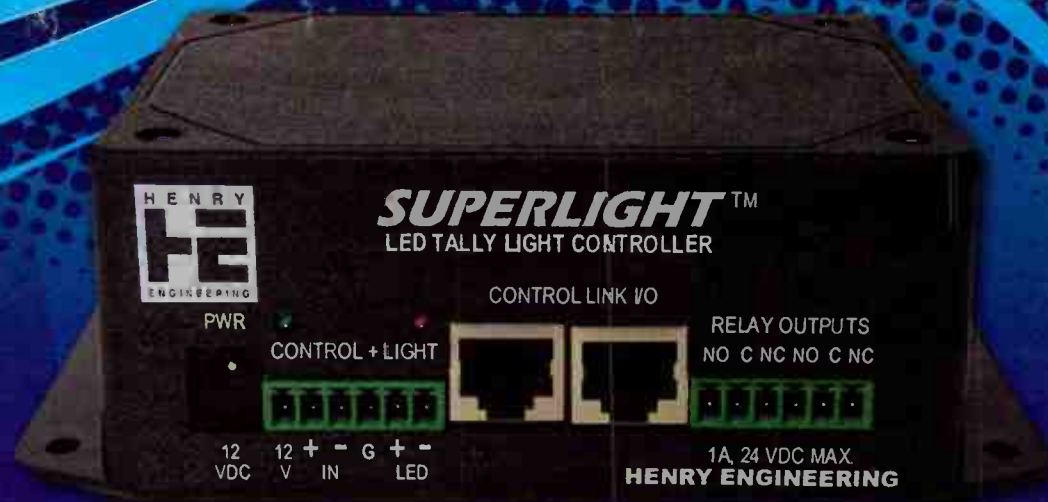 HENRY
ENGINEERING
SUPERLIGHT™
LED TALLY LIGHT CONTROLLER
CONTROL LINK I/O
PWR
CONTROL + LIGHT
RELAY OUTPUTS
NO C NC NO C NC
12 VDC
12 V
+ - IN
G
+ - LED
1A, 24 VDC MAX.
HENRY ENGINEERING